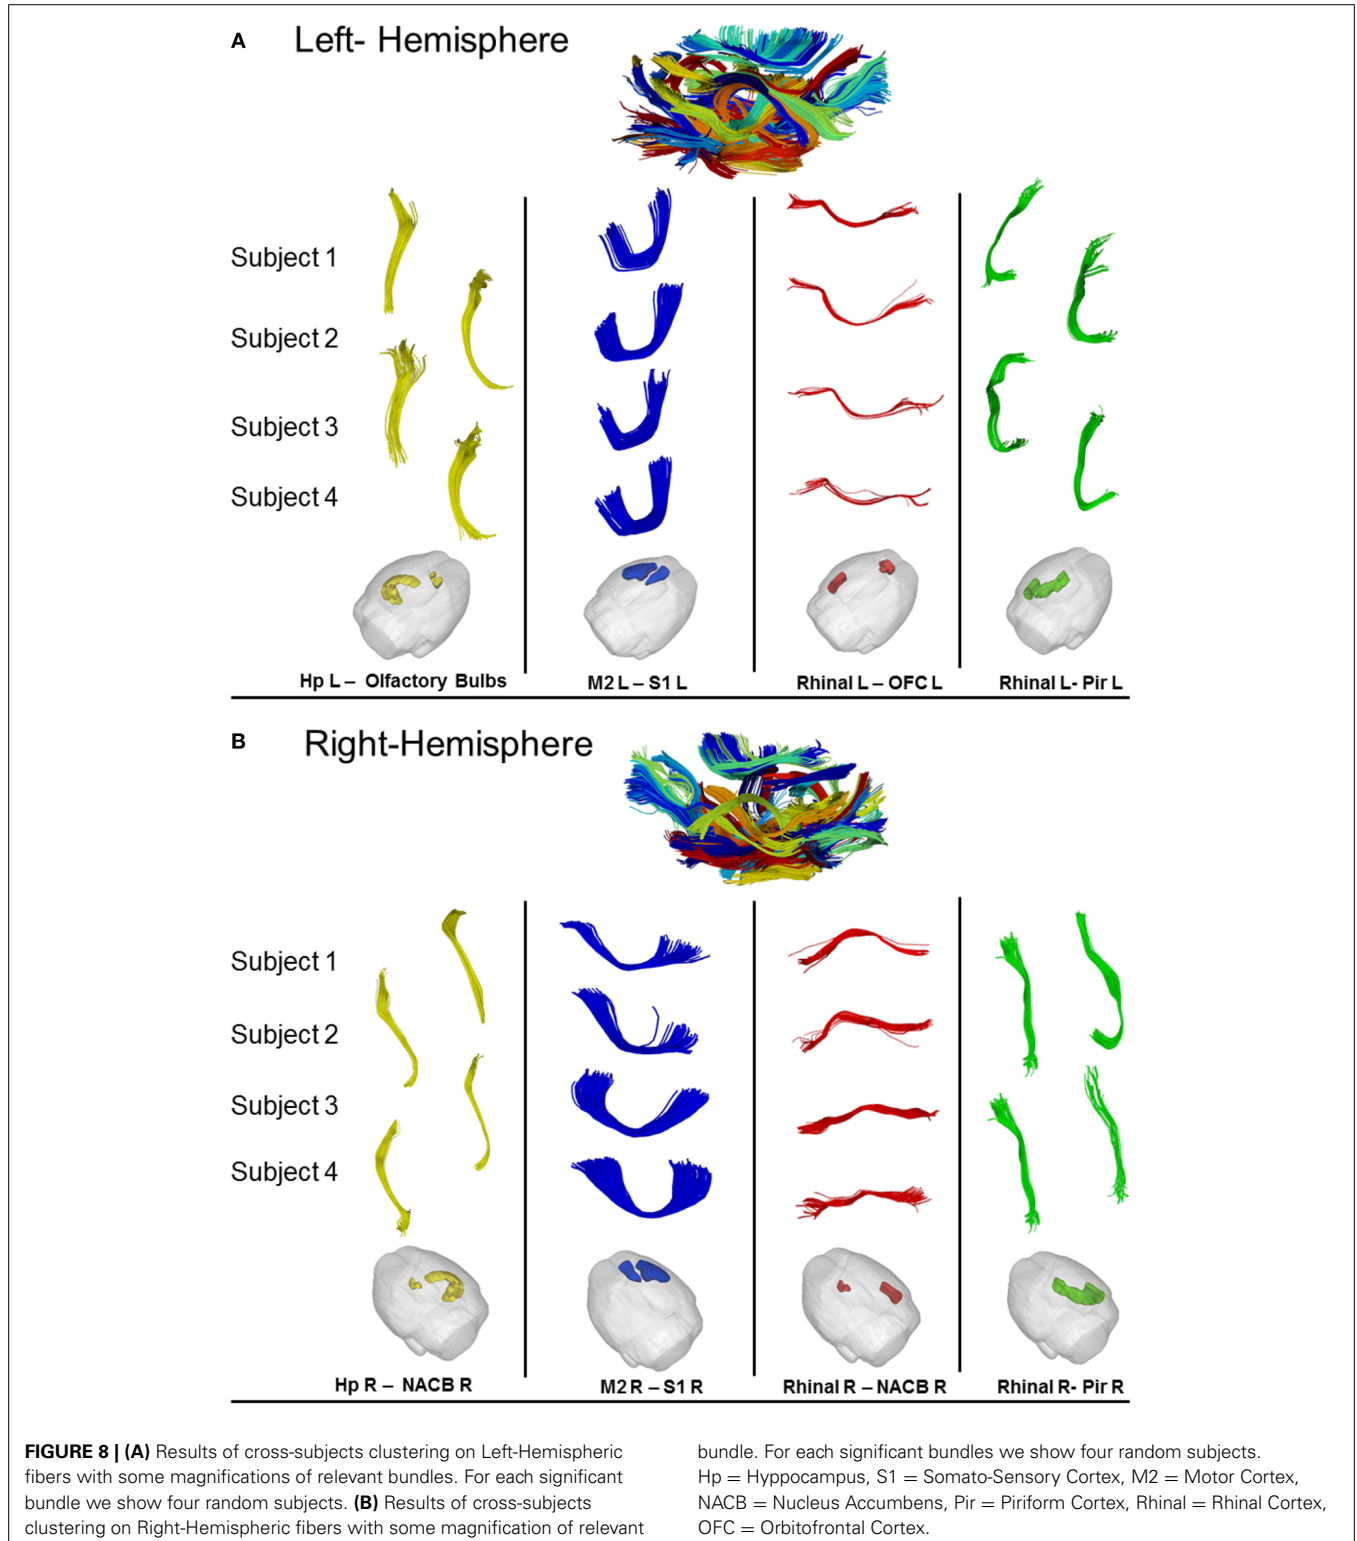 A Left- Hemisphere
Subject 1
Subject 2
Subject 3
Subject 4
Hp L – Olfactory Bulbs
M2 L – S1 L
Rhinal L – OFC L
Rhinal L- Pir L
B Right-Hemisphere
Subject 1
Subject 2
Subject 3
Subject 4
Hp R – NACB R
M2 R – S1 R
Rhinal R – NACB R
Rhinal R- Pir R
FIGURE 8 | (A) Results of cross-subjects clustering on Left-Hemispheric
fibers with some magnifications of relevant bundles. For each significant
bundle we show four random subjects. (B) Results of cross-subjects
clustering on Right-Hemispheric fibers with some magnification of relevant
bundle. For each significant bundles we show four random subjects.
Hp = Hyppocampus, S1 = Somato-Sensory Cortex, M2 = Motor Cortex,
NACB = Nucleus Accumbens, Pir = Piriform Cortex, Rhinal = Rhinal Cortex,
OFC = Orbitofrontal Cortex.